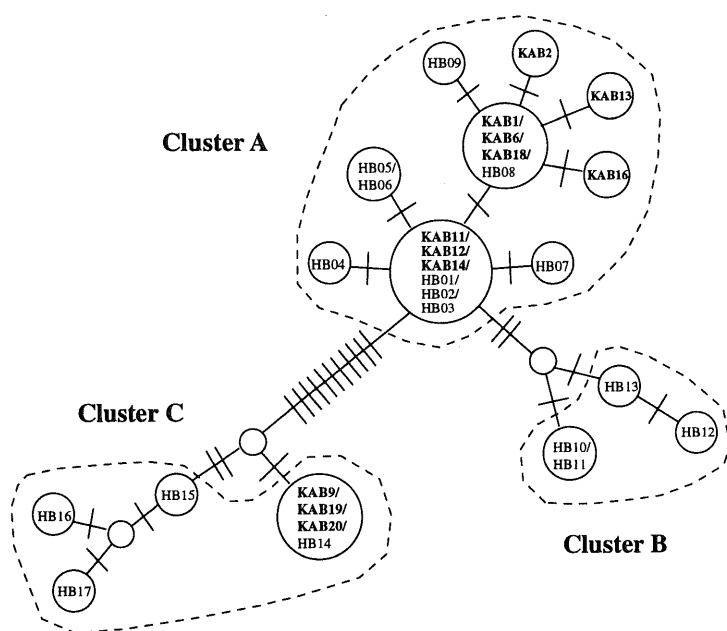 KAB2
HB09
KAB13
Cluster A
KAB1/
KAB6/
KAB18/
HB08
HB05/
HB06
KAB16
KAB11/
KAB12/
KAB14/
HB01/
HB02/
HB03
HB04
HB07
Cluster C
HB13
HB12
HB10/
HB11
HB15
KAB9/
KAB19/
KAB20/
HB14
HB16
Cluster B
HB17